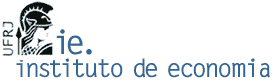 UFRJ
ie.
instituto de economia